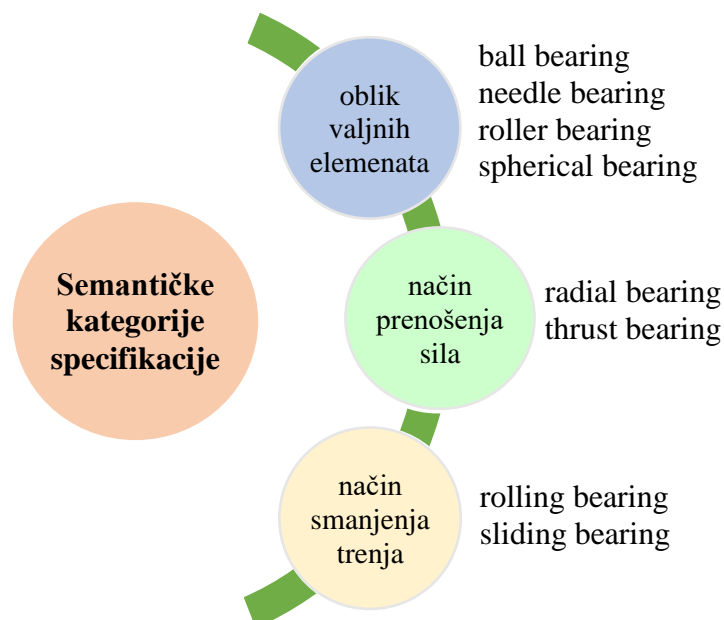 Semantičke
kategorije
specifikacije
oblik
valjnih
elemenata
ball bearing
needle bearing
roller bearing
spherical bearing
način
prenošenja
sila
radial bearing
thrust bearing
način
smanjenja
trenja
rolling bearing
sliding bearing